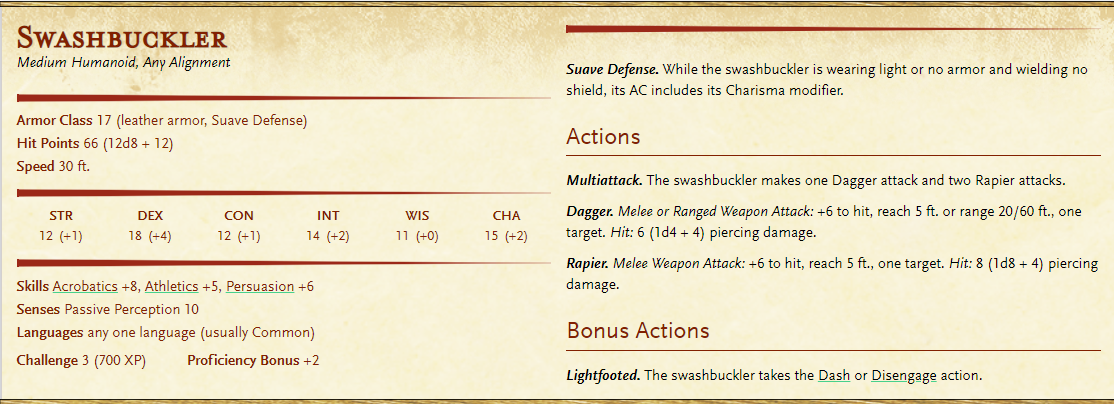 Swashbuckler
Medium Humanoid, Any Alignment
Armor Class 17 (leather armor, Suave Defense)
Hit Points 66 (12d8 + 12)
Speed 30 ft.
STR DEX CON INT WIS CHA
12 (+1) 18 (+4) 12 (+1) 14 (+2) 11 (+0) 15 (+2)
Skills Acrobatics +8, Athletics +5, Persuasion +6
Senses Passive Perception 10
Languages any one language (usually Common)
Challenge 3 (700 XP) Proficiency Bonus +2
Suave Defense. While the swashbuckler is wearing light or no armor and wielding no
shield, its AC includes its Charisma modifier.
Actions
Multiattack. The swashbuckler makes one Dagger attack and two Rapier attacks.
Dagger. Melee or Ranged Weapon Attack: +6 to hit, reach 5 ft. or range 20/60 ft., one
target. Hit: 6 (1d4 + 4) piercing damage.
Rapier. Melee Weapon Attack: +6 to hit, reach 5 ft., one target. Hit: 8 (1d8 + 4) piercing
damage.
Bonus Actions
Lightfooted. The swashbuckler takes the Dash or Disengage action.